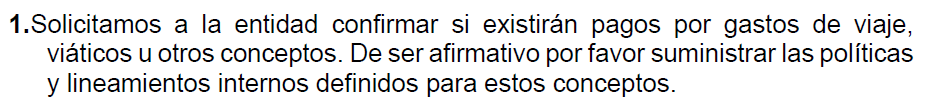 1.Solicitamos a la entidad confirmar si existirán pagos por gastos de viaje,
viáticos u otros conceptos. De ser afirmativo por favor suministrar las políticas
y lineamientos internos definidos para estos conceptos.